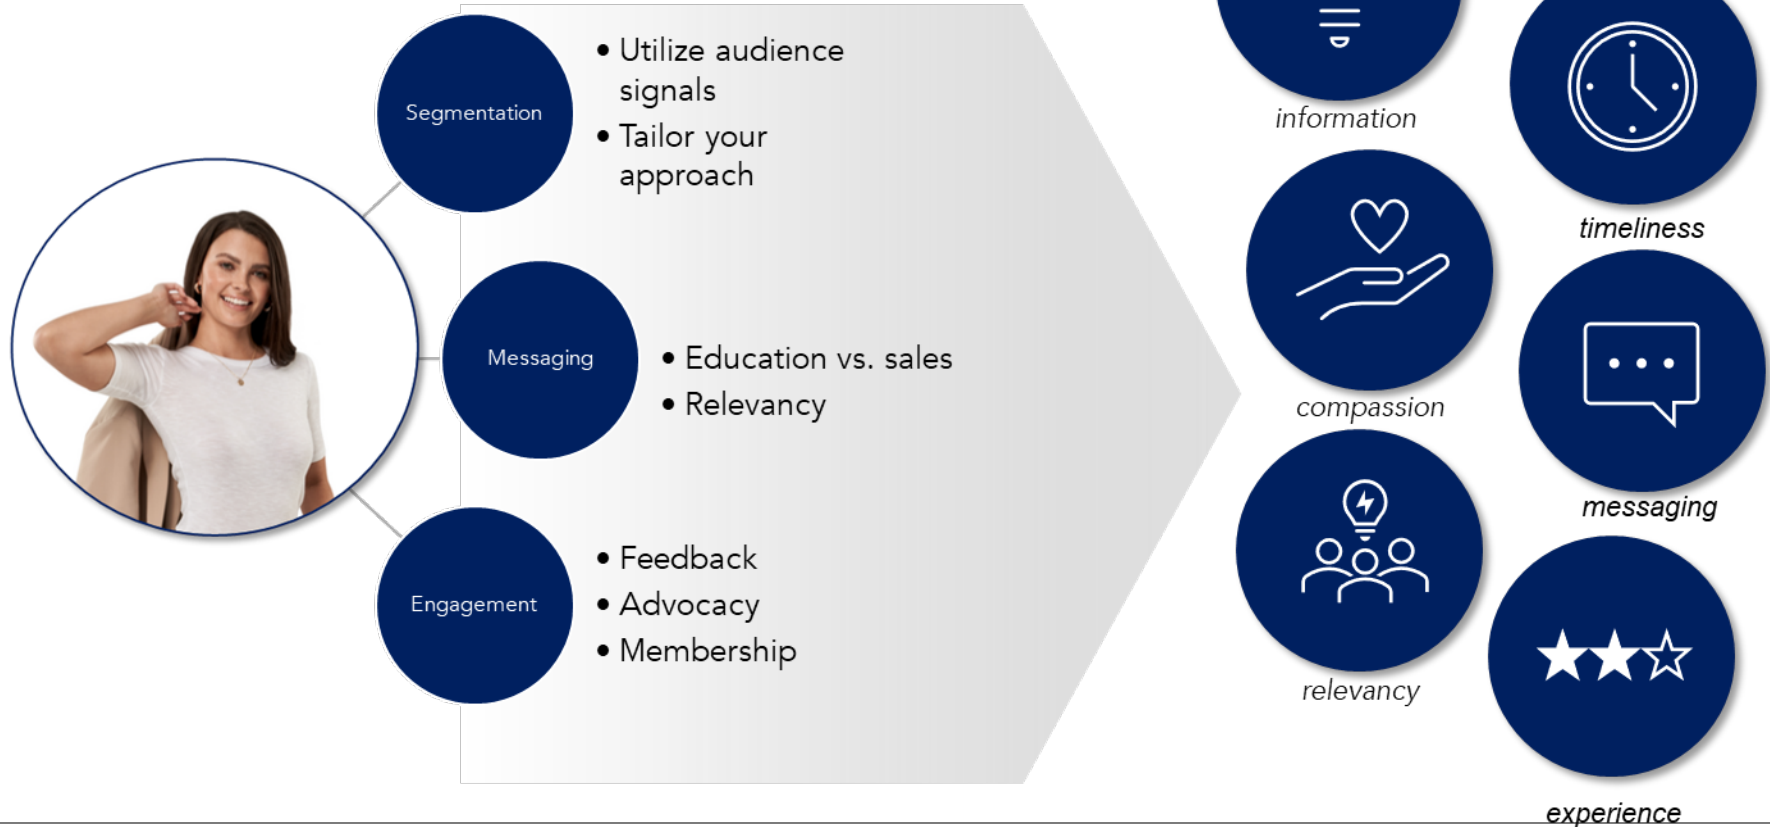 Segmentation
• Utilize audience
signals
• Tailor your
approach
Messaging
• Education vs. sales
• Relevancy
Engagement
• Feedback
• Advocacy
• Membership
information
timeliness
compassion
messaging
relevancy
experience